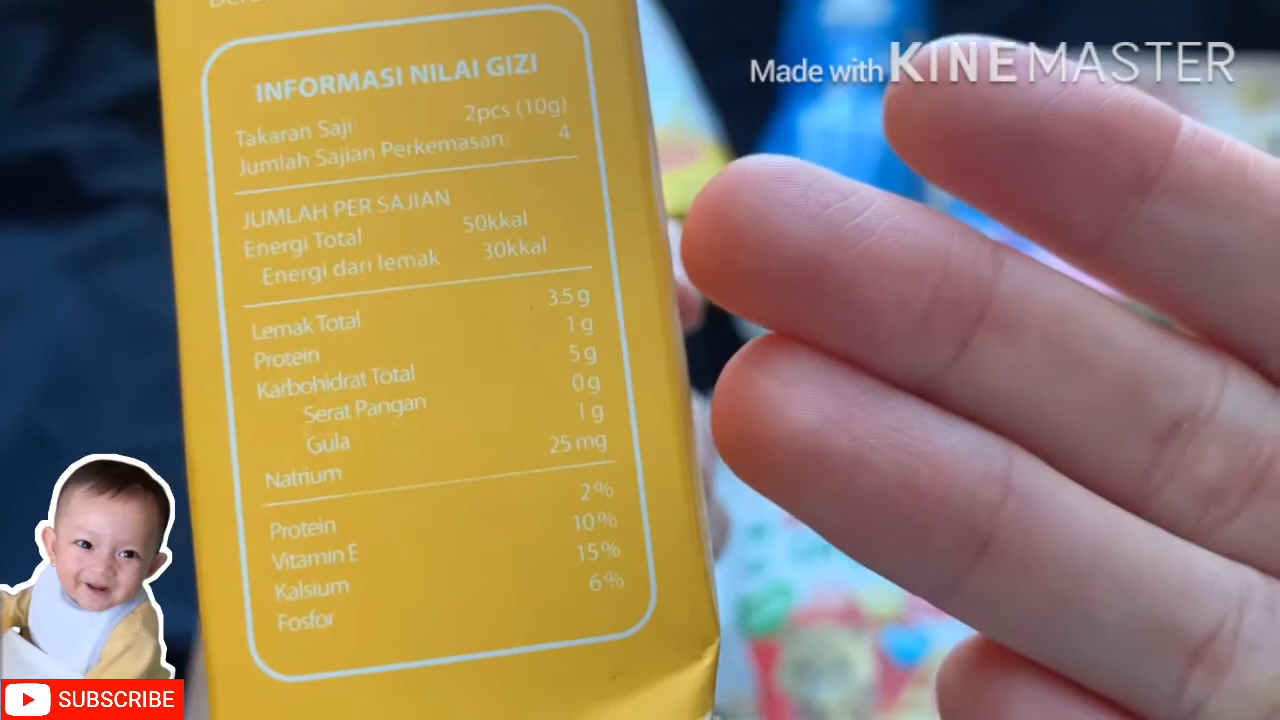 Made with KINEMASTER
INFORMASI NILAI GIZI
Takaran Saji 2pcs (10g)
Jumlah Sajian Perkemasan: 4
JUMLAH PER SAJIAN
Energi Total 50kkal
Energi dari lemak 30kkal
Lemak Total 3.5 g
Protein 1 g
Karbohidrat Total 5 g
Serat Pangan 0 g
Gula 1 g
Natrium 25 mg
Protein 2%
Vitamin E 10%
Kalsium 15%
Fosfor 6%
SUBSCRIBE